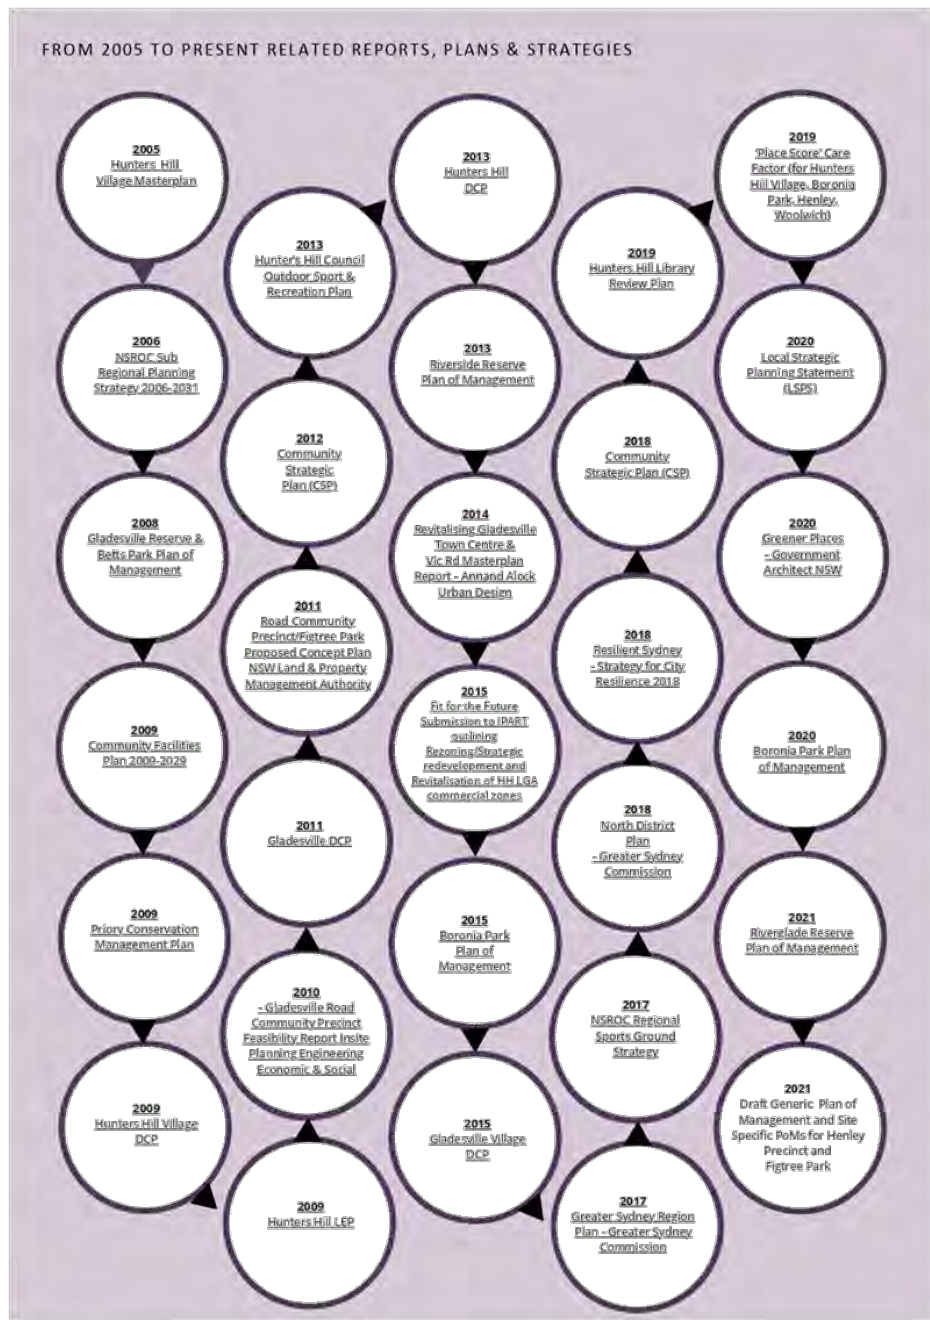 FROM 2005 TO PRESENT RELATED REPORTS, PLANS & STRATEGIES
2005
Hunters Hill
Village Masterplan
2006
NSROC Sub
Regional Planning
Strategy 2006-2031
2008
Gladesville Reserve &
Betts Park Plan of
Management
2009
Community Facilities
Plan 2009-2029
2009
Priory Conservation
Management Plan
2009
Hunters Hill Village
DCP
2009
Hunters Hill LEP
2010
- Gladesville Road
Community Precinct
Feasibility Report Insite
Planning Engineering
Economic & Social
2011
Gladesville DCP
2011
Road Community
Precinct/Figtree Park
Proposed Concept Plan
NSW Land & Property
Management Authority
2012
Community
Strategic
Plan (CSP)
2013
Hunter's Hill Council
Outdoor Sport &
Recreation Plan
2013
Hunters Hill
DCP
2013
Riverside Reserve
Plan of Management
2014
Revitalising Gladesville
Town Centre &
Vic Rd Masterplan
Report - Annand Alock
Urban Design
2015
Fit for the Future
Submission to IPART
outlining
Rezoning/Strategic
redevelopment and
Revitalisation of HH LGA
commercial zones
2015
Boronia Park
Plan of
Management
2015
Gladesville Village
DCP
2017
Greater Sydney Region
Plan - Greater Sydney
Commission
2017
NSROC Regional
Sports Ground
Strategy
2018
North District
Plan
- Greater Sydney
Commission
2018
Resilient Sydney
- Strategy for City
Resilience 2018
2018
Community
Strategic Plan (CSP)
2019
Hunters Hill Library
Review Plan
2019
'Place Score' Care
Factor (for Hunters
Hill Village, Boronia
Park, Henley,
Woolwich)
2020
Local Strategic
Planning Statement
(LSPS)
2020
Greener Places
- Government
Architect NSW
2020
Boronia Park Plan
of Management
2021
Riverglade Reserve
Plan of Management
2021
Draft Generic Plan of
Management and Site
Specific PoMs for Henley
Precinct and
Figtree Park